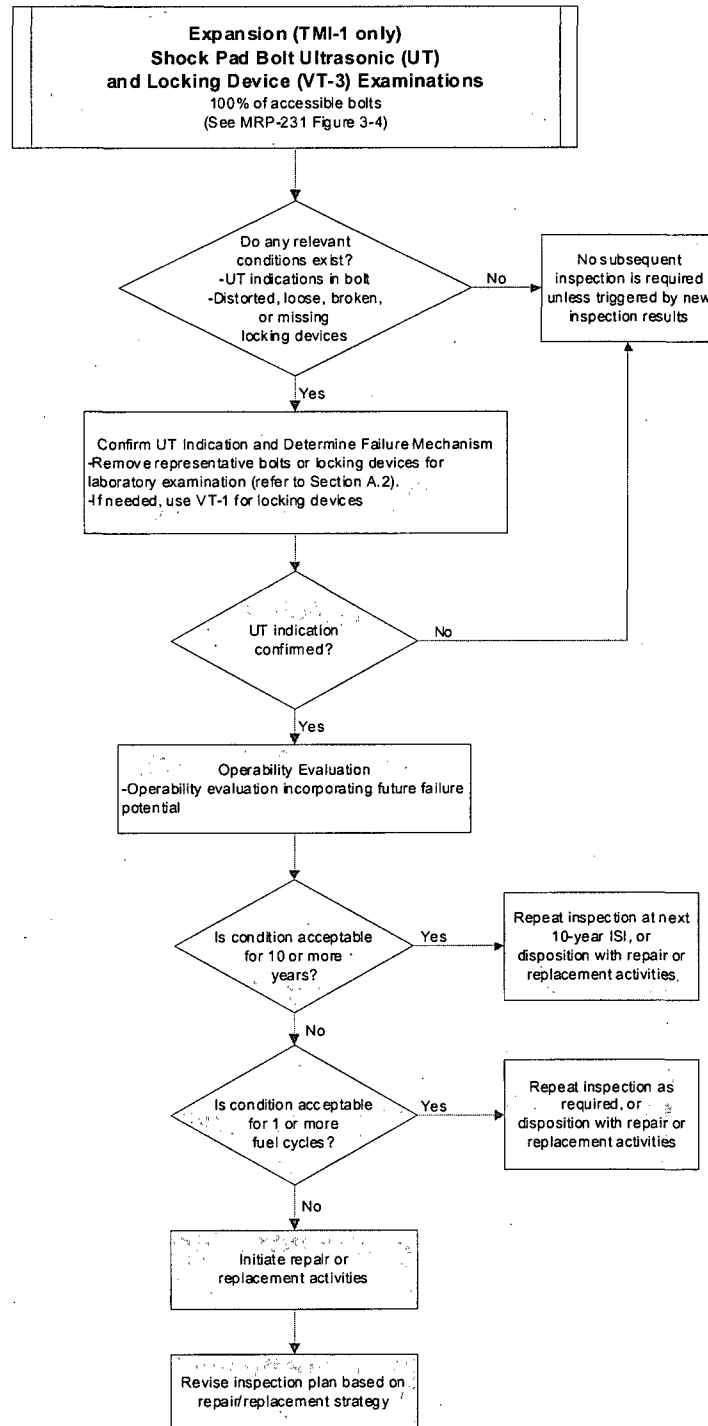 Expansion (TMI-1 only)
Shock Pad Bolt Ultrasonic (UT)
and Locking Device (VT-3) Examinations
100% of accessible bolts
(See MRP-231 Figure 3-4)
Do any relevant
conditions exist?
-UT indications in bolt
-Distorted, loose, broken,
or missing
locking devices
No
No subsequent
inspection is required
unless triggered by new
inspection results
Yes
Confirm UT Indication and Determine Failure Mechanism
-Remove representative bolts or locking devices for
laboratory examination (refer to Section A.2).
-If needed, use VT-1 for locking devices
UT indication
confirmed?
No
Yes
Operability Evaluation
-Operability evaluation incorporating future failure
potential
Is condition acceptable
for 10 or more
years?
Yes
Repeat inspection at next
10-year ISI, or
disposition with repair or
replacement activities.
No
Is condition acceptable
for 1 or more
fuel cycles?
Yes
Repeat inspection as
required, or
disposition with repair or
replacement activities
No
Initiate repair or
replacement activities
Revise inspection plan based on
repair/replacement strategy